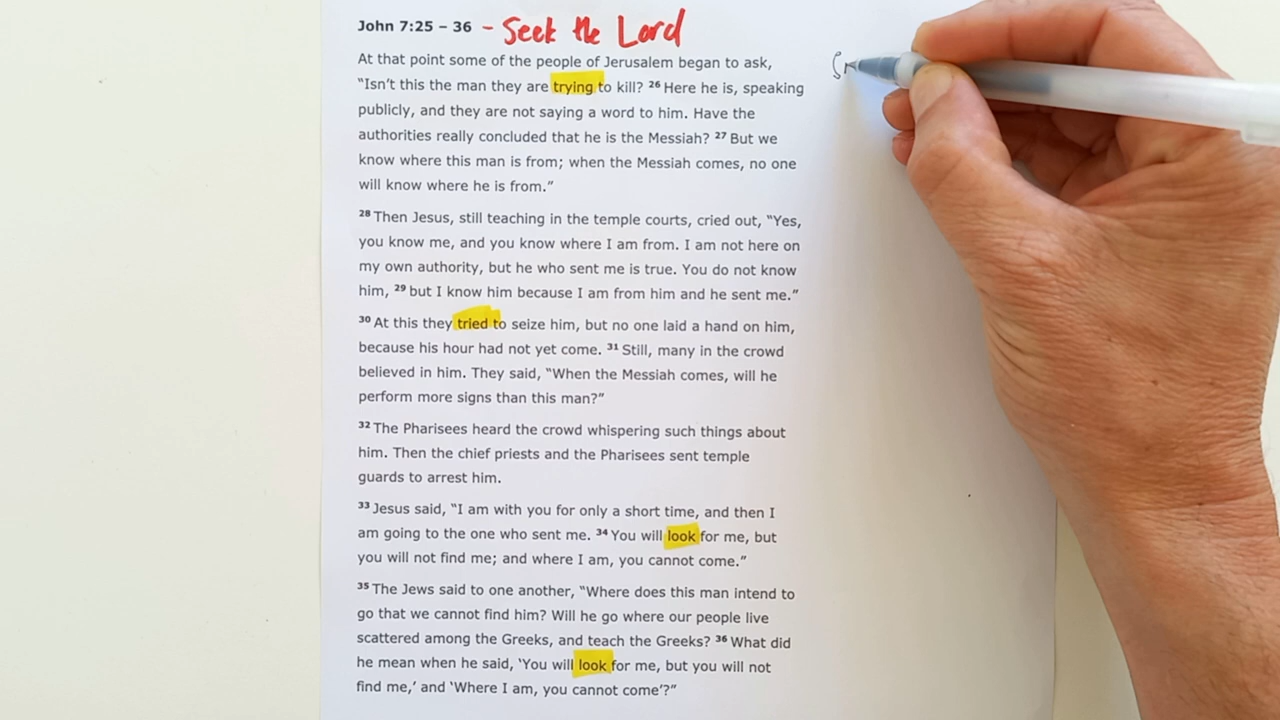 John 7:25 – 36 - Seek the Lord
At that point some of the people of Jerusalem began to ask,
“Isn’t this the man they are trying to kill? 26 Here he is, speaking
publicly, and they are not saying a word to him. Have the
authorities really concluded that he is the Messiah? 27 But we
know where this man is from; when the Messiah comes, no one
will know where he is from.”
28 Then Jesus, still teaching in the temple courts, cried out, “Yes,
you know me, and you know where I am from. I am not here on
my own authority, but he who sent me is true. You do not know
him, 29 but I know him because I am from him and he sent me.”
30 At this they tried to seize him, but no one laid a hand on him,
because his hour had not yet come. 31 Still, many in the crowd
believed in him. They said, “When the Messiah comes, will he
perform more signs than this man?”
32 The Pharisees heard the crowd whispering such things about
him. Then the chief priests and the Pharisees sent temple
guards to arrest him.
33 Jesus said, “I am with you for only a short time, and then I
am going to the one who sent me. 34 You will look for me, but
you will not find me; and where I am, you cannot come.”
35 The Jews said to one another, “Where does this man intend to
go that we cannot find him? Will he go where our people live
scattered among the Greeks, and teach the Greeks? 36 What did
he mean when he said, ‘You will look for me, but you will not
find me,’ and ‘Where I am, you cannot come’?”